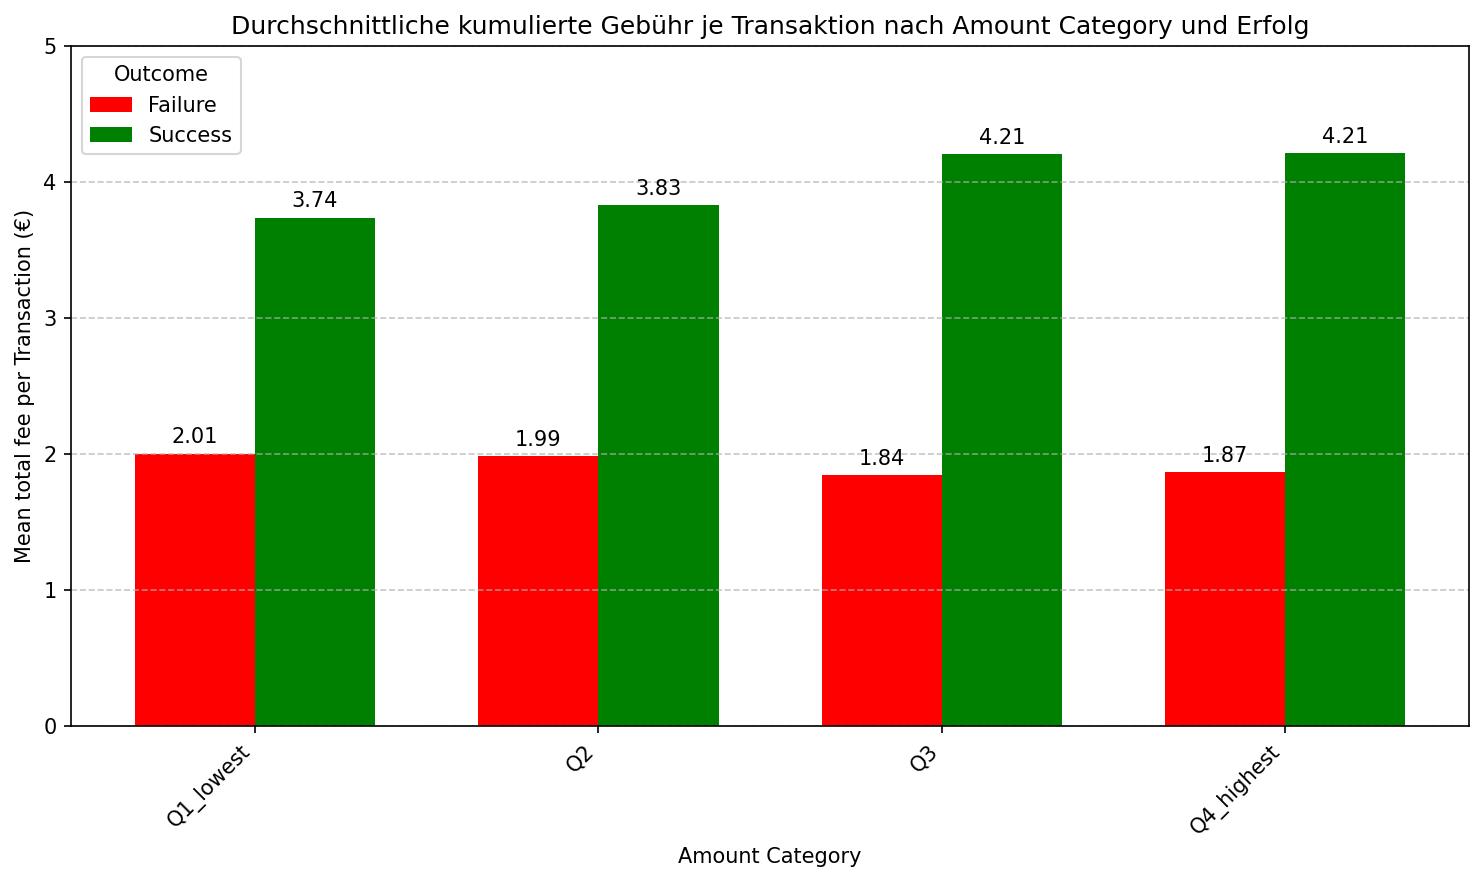 Durchschnittliche kumulierte Gebühr je Transaktion nach Amount Category und Erfolg
Outcome
Failure
Success
Mean total fee per Transaction (€)
5
4
3
2
1
0
2.01
3.74
1.99
3.83
1.84
4.21
1.87
4.21
Q1_lowest
Q2
Q3
Q4_highest
Amount Category